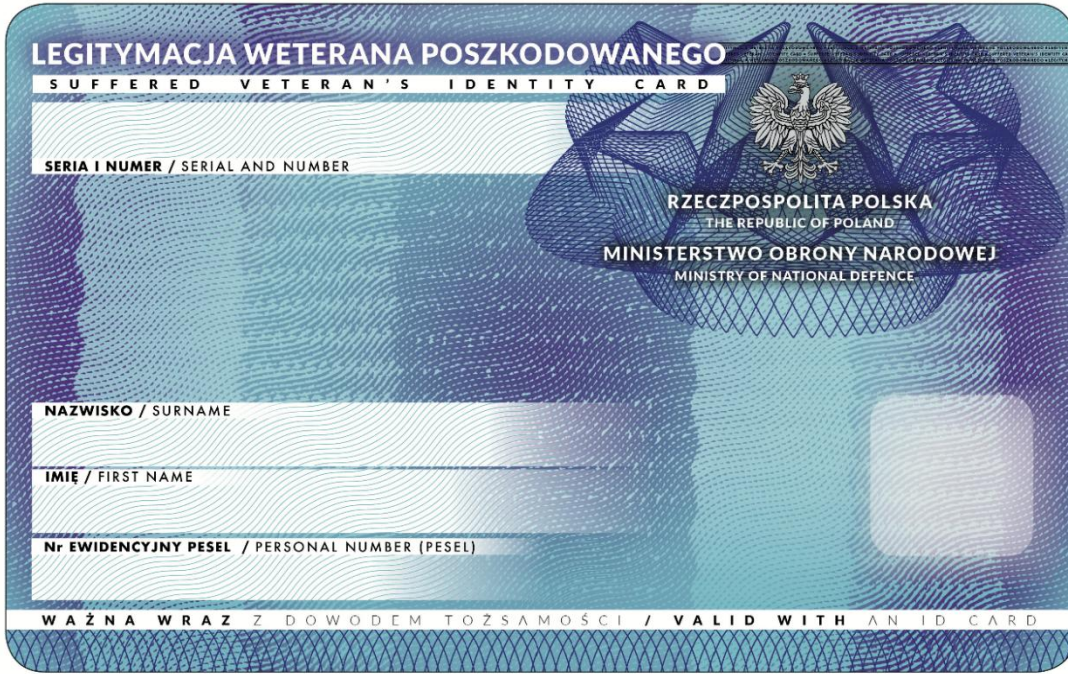 LEGITYMACJA WETERANA POSZKODOWANEGO
SUFFERED VETERAN'S IDENTITY CARD
SERIA I NUMER / SERIAL AND NUMBER
RZECZPOSPOLITA POLSKA
THE REPUBLIC OF POLAND
MINISTERSTWO OBRONY NARODOWEJ
MINISTRY OF NATIONAL DEFENCE
NAZWISKO / SURNAME
IMIĘ / FIRST NAME
Nr EWIDENCYJNY PESEL / PERSONAL NUMBER (PESEL)
WAŻNA WRAZ Z DOWODEM TOŻSAMOŚCI / VALID WITH AN ID CARD